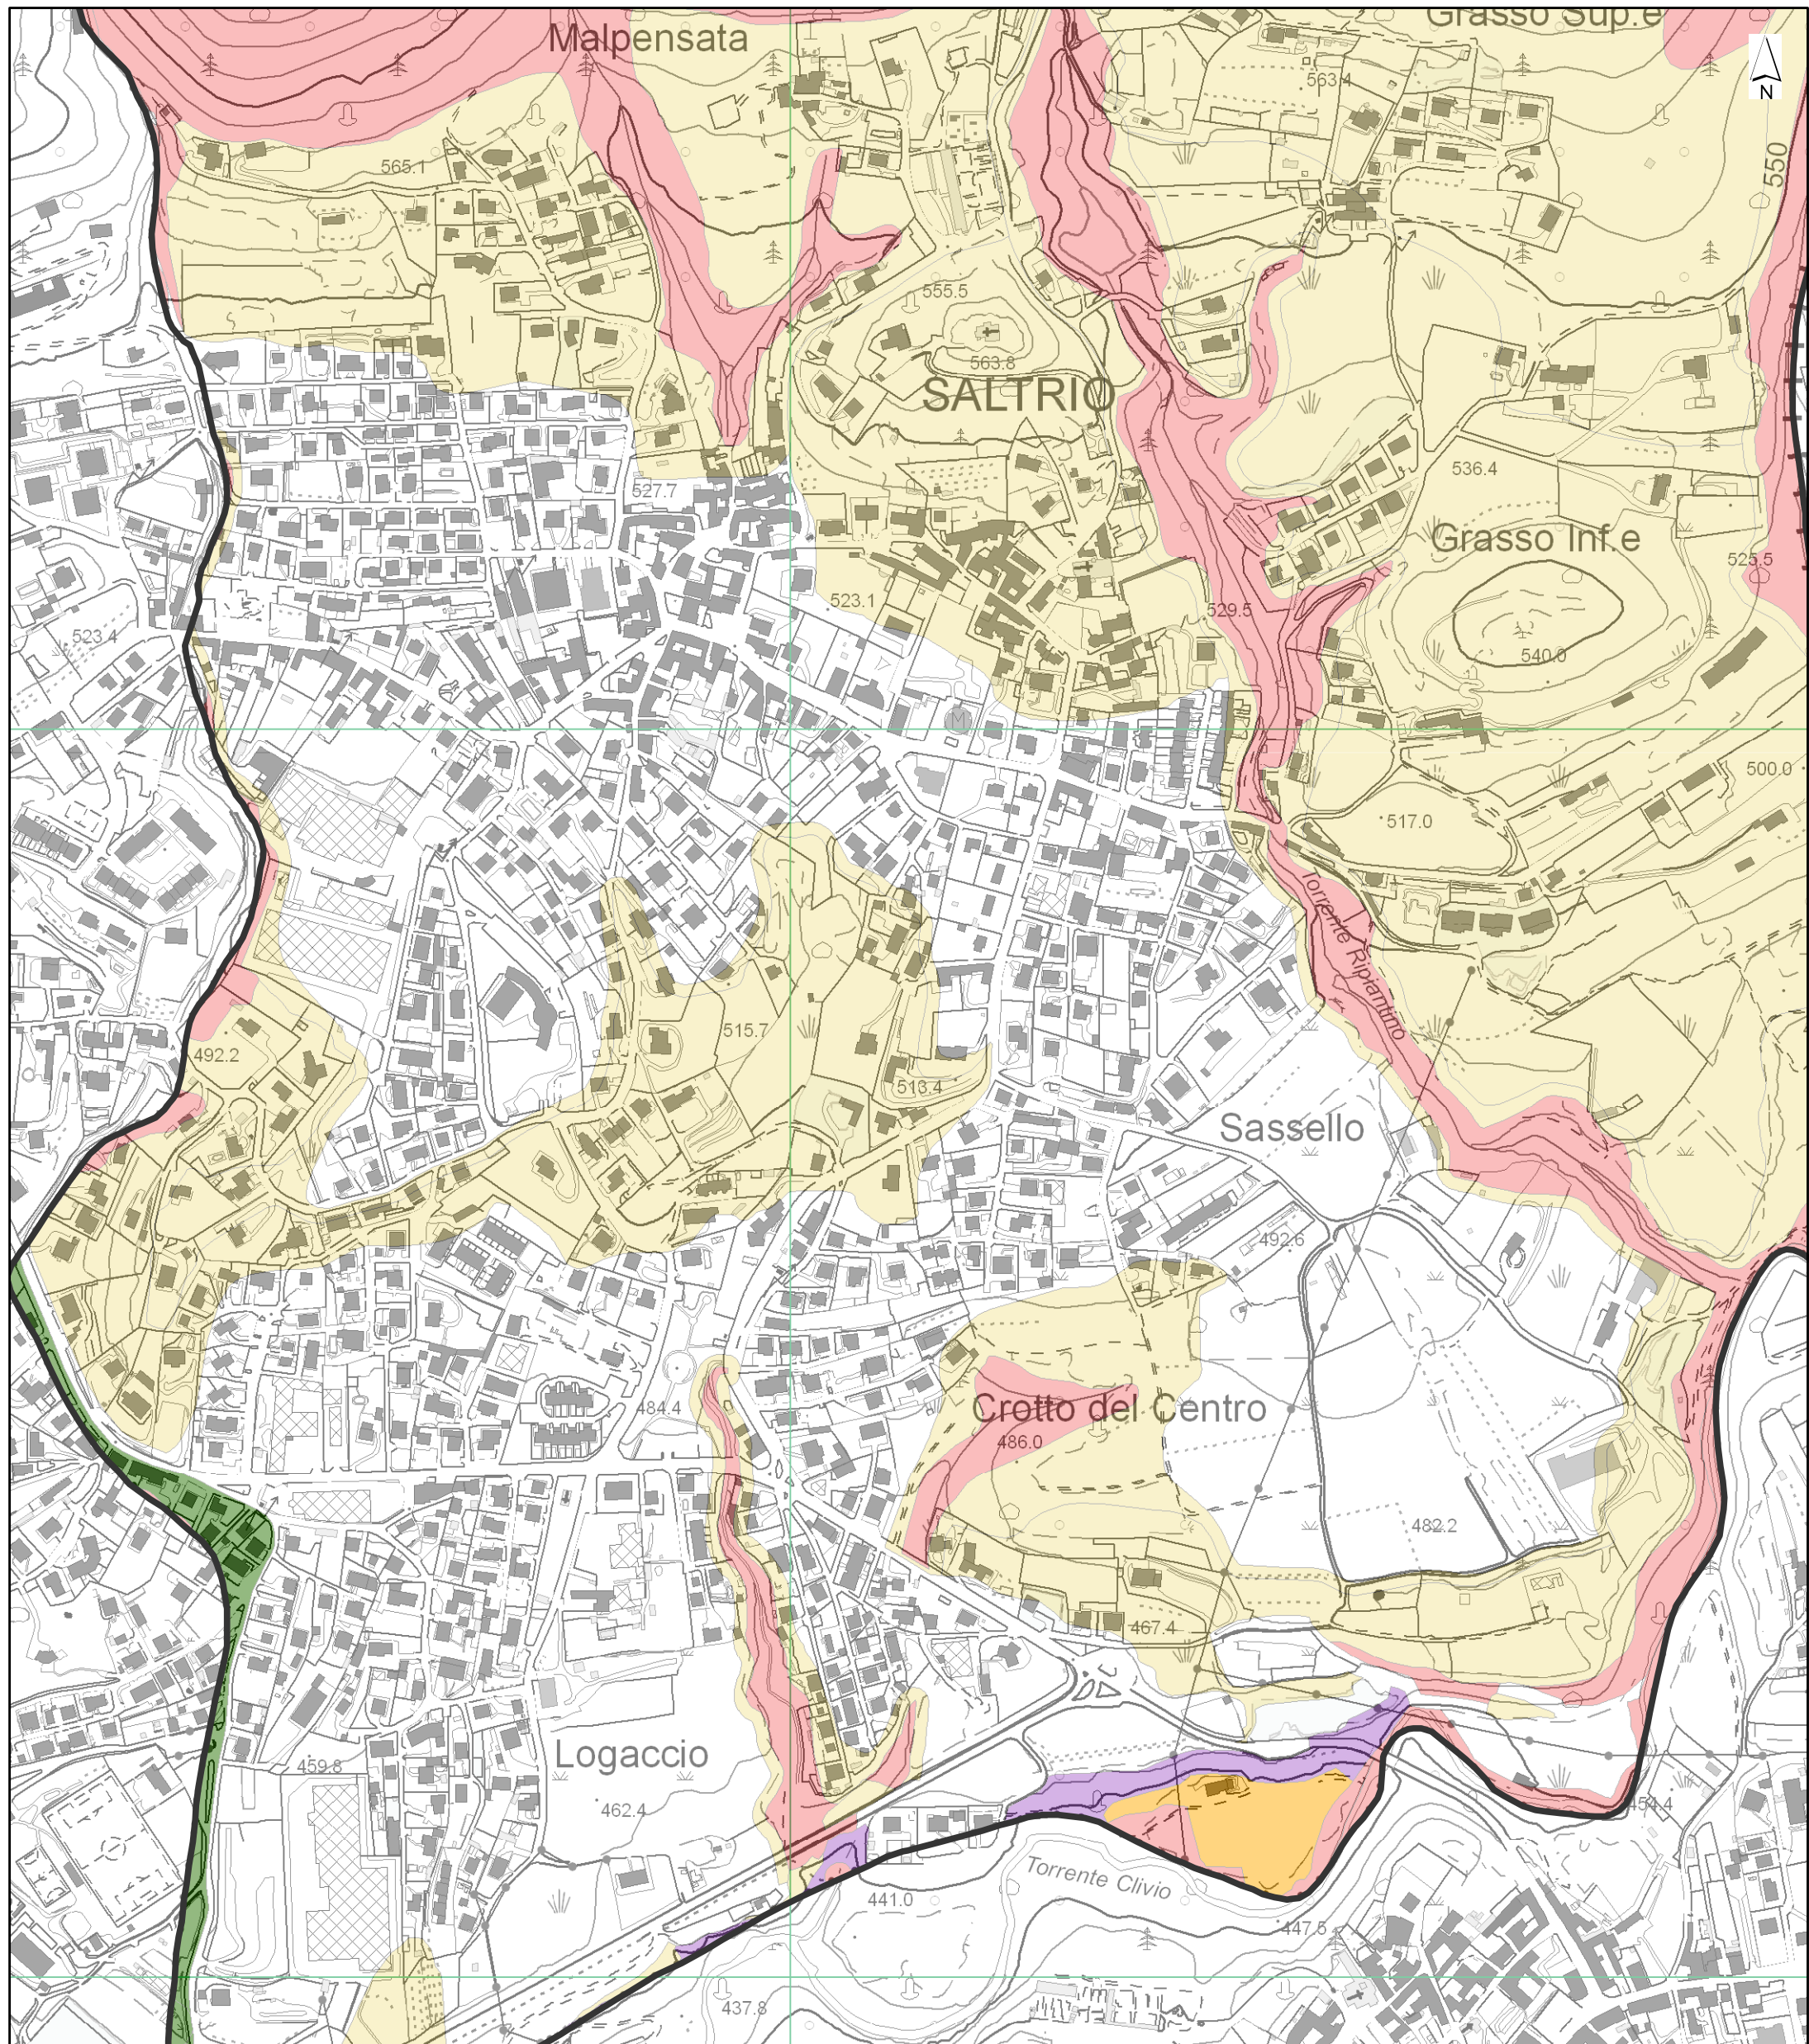 Grasso Sup.e
Malpensata
N
563.4
565.1
550
555.5
563.8
SALTRIO
536.4
527.7
Grasso Inf.e
525.5
523.1
529.5
523.4
540.0
M
500.0
517.0
Torrente Ripiantino
515.7
492.2
513.4
Sassello
492.6
484.4
Crotto del Centro
486.0
482.2
467.4
Logaccio
459.8
462.4
454.4
Torrente Clivio
441.0
447.5
437.8